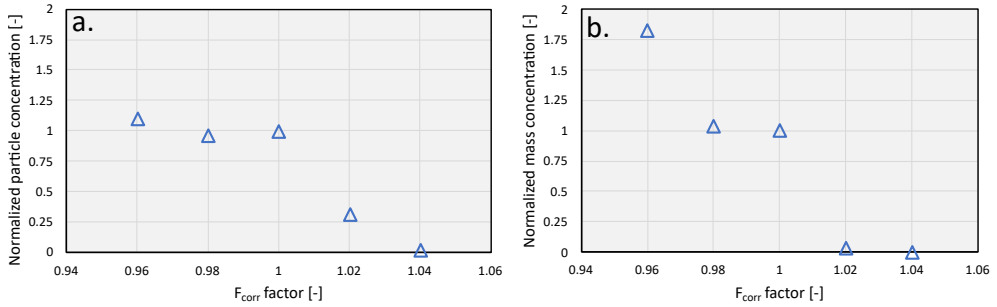 a.
Normalized particle concentration [-]
2
1.75
1.5
1.25
1
0.75
0.5
0.25
0
0.94 0.96 0.98 1 1.02 1.04 1.06
Fcorr factor [-]
b.
Normalized mass concentration [-]
2
1.75
1.5
1.25
1
0.75
0.5
0.25
0
0.94 0.96 0.98 1 1.02 1.04 1.06
Fcorr factor [-]